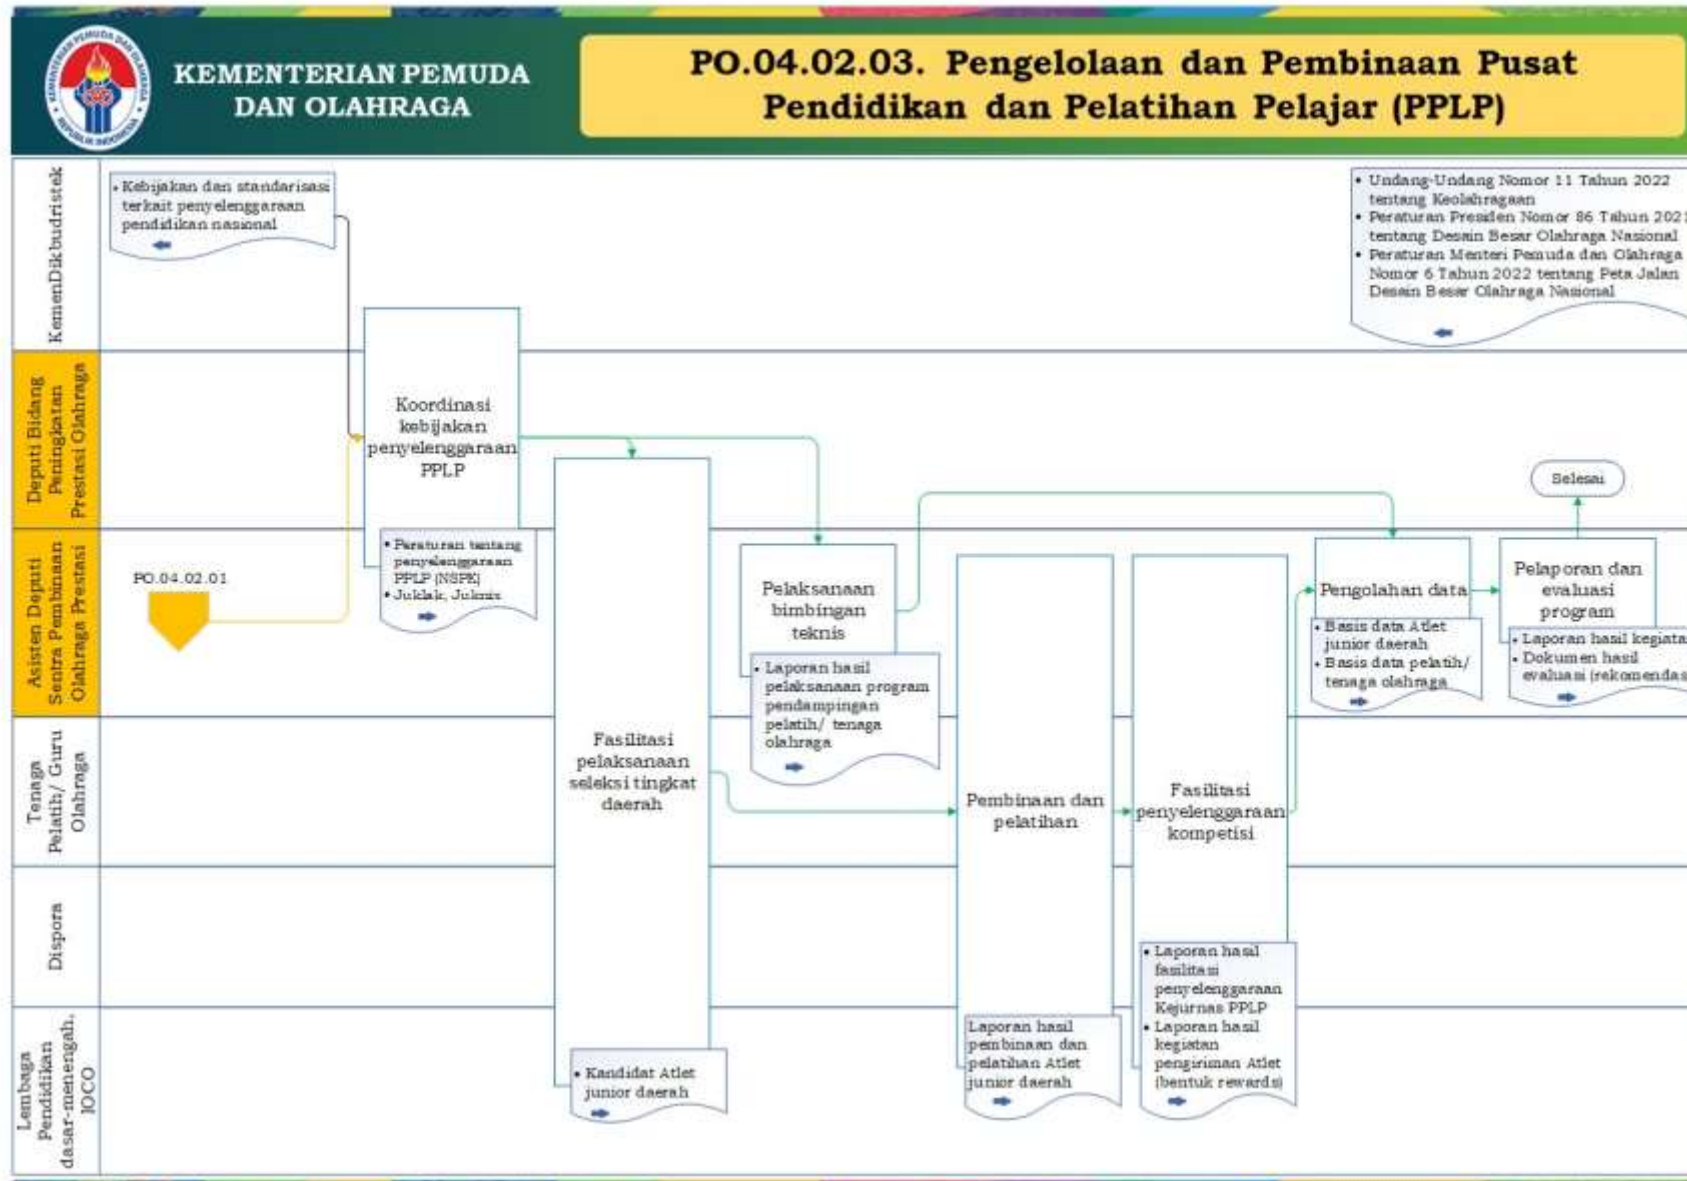 KEMENTERIAN PEMUDA DAN OLAHRAGA
REPUBLIK INDONESIA
KEMENTERIAN PEMUDA
DAN OLAHRAGA
PO.04.02.03. Pengelolaan dan Pembinaan Pusat
Pendidikan dan Pelatihan Pelajar (PPLP)
KemenDikbudristek
• Kebijakan dan standarisasi
terkait penyelenggaraan
pendidikan nasional
• Undang-Undang Nomor 11 Tahun 2022
tentang Keolahragaan
• Peraturan Presiden Nomor 86 Tahun 2021
tentang Desain Besar Olahraga Nasional
• Peraturan Menteri Pemuda dan Olahraga
Nomor 6 Tahun 2022 tentang Peta Jalan
Desain Besar Olahraga Nasional
Deputi Bidang
Peningkatan
Prestasi Olahraga
Koordinasi
kebijakan
penyelenggaraan
PPLP
Selesai
Asisten Deputi
Sentra Pembinaan
Olahraga Prestasi
PO.04.02.01
• Peraturan tentang
penyelenggaraan
PPLP (NSPK)
• Juklak, Juknis
Pelaksanaan
bimbingan
teknis
• Laporan hasil
pelaksanaan program
pendampingan
pelatih/ tenaga
olahraga
Pengolahan data
• Basis data Atlet
junior daerah
• Basis data pelatih/
tenaga olahraga
Pelaporan dan
evaluasi
program
• Laporan hasil kegiata
• Dokumen hasil
evaluasi (rekomendas
Tenaga
Pelatih/ Guru
Olahraga
Fasilitasi
pelaksanaan
seleksi tingkat
daerah
Pembinaan dan
pelatihan
Fasilitasi
penyelenggaraan
kompetisi
Dispora
• Laporan hasil
fasilitasi
penyelenggaraan
Kejurnas PPLP
• Laporan hasil
kegiatan
pengiriman Atlet
(bentuk rewards)
Lembaga
Pendidikan
dasar-menengah,
IOCO
• Kandidat Atlet
junior daerah
Laporan hasil
pembinaan dan
pelatihan Atlet
junior daerah